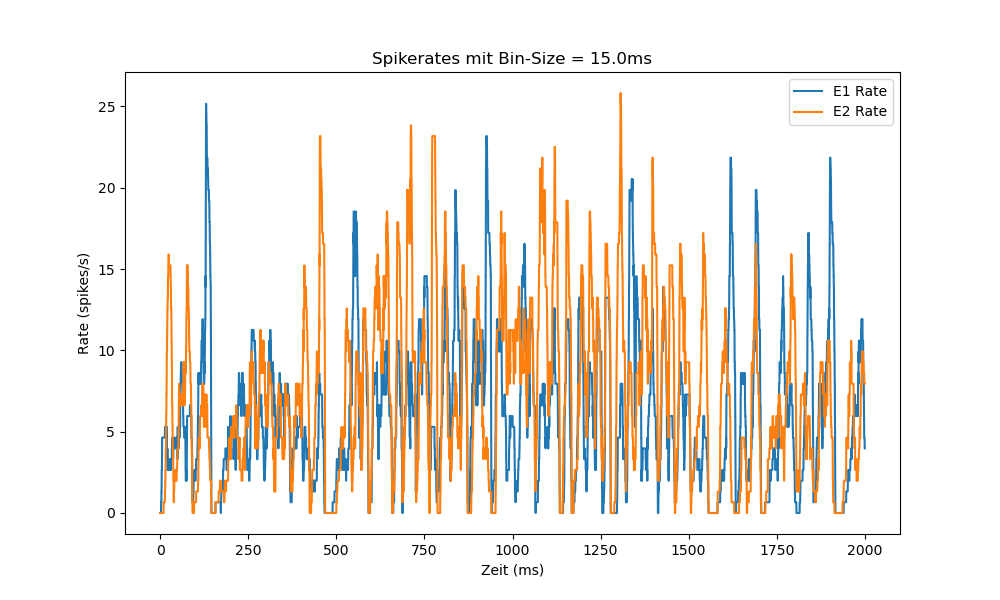 Spikerates mit Bin-Size = 15.0ms
E1 Rate
E2 Rate
25
20
15
10
5
0
Rate (spikes/s)
0 250 500 750 1000 1250 1500 1750 2000
Zeit (ms)